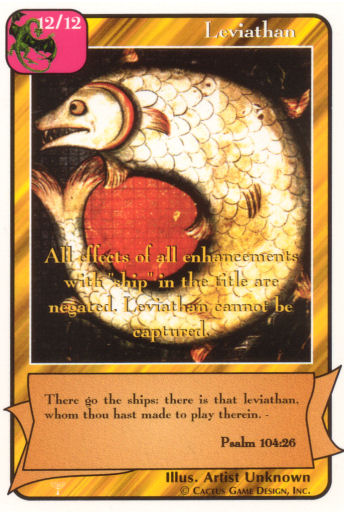 12/12
Leviathan
All effects of all enhancements
with "ship" in the title are
negated. Leviathan cannot be
captured.
There go the ships: there is that leviathan,
whom thou hast made to play therein. -
Psalm 104:26
Illus. Artist Unknown
© Cactus Game Design, Inc.